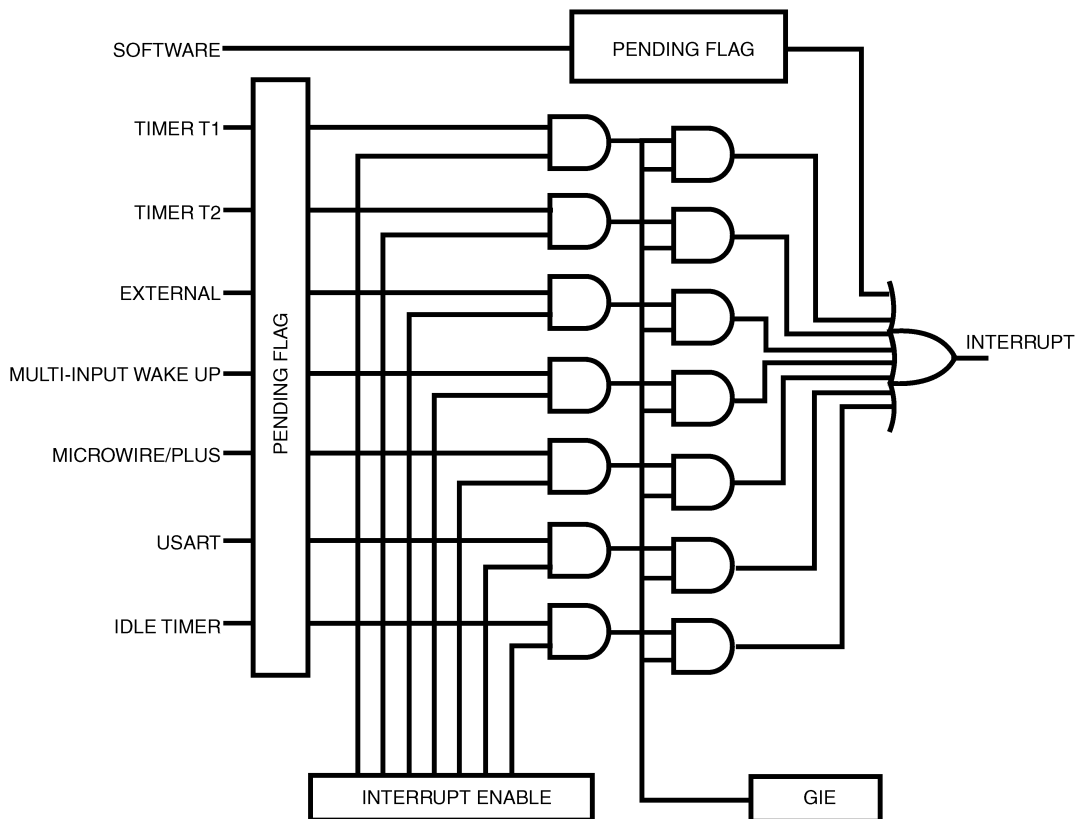 SOFTWARE
PENDING FLAG
TIMER T1
TIMER T2
EXTERNAL
PENDING FLAG
INTERRUPT
MULTI-INPUT WAKE UP
MICROWIRE/PLUS
USART
IDLE TIMER
INTERRUPT ENABLE
GIE